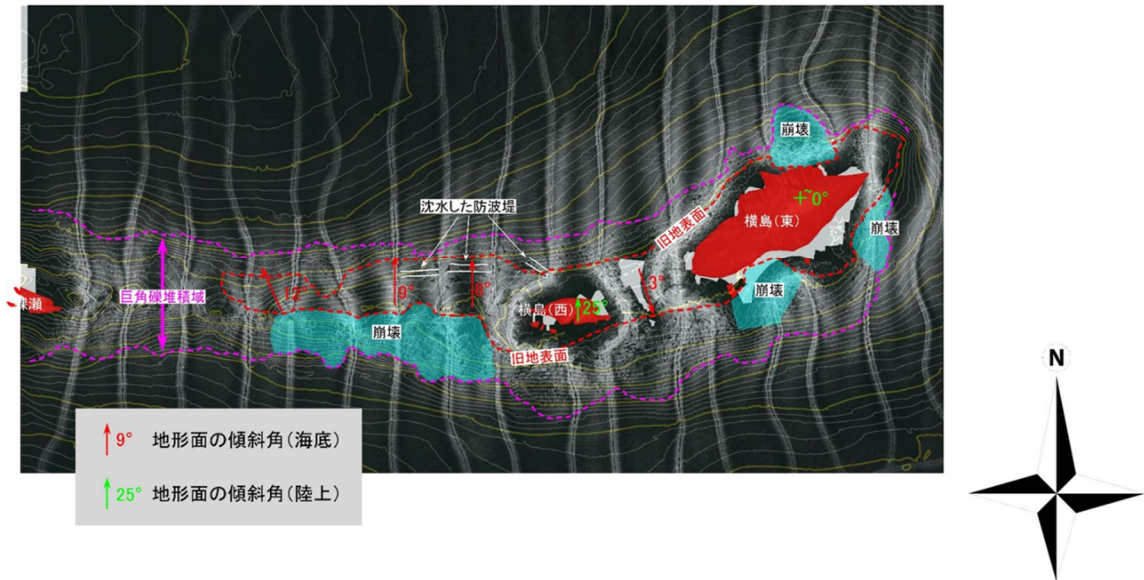 崩壊
沈水した防波堤
旧地表面
+~0°
横島(東)
崩壊
崩壊
12°
9°
8°
3°
横島(西)
25°
巨角礫堆積域
瀬
崩壊
旧地表面
9° 地形面の傾斜角(海底)
25° 地形面の傾斜角(陸上)
N